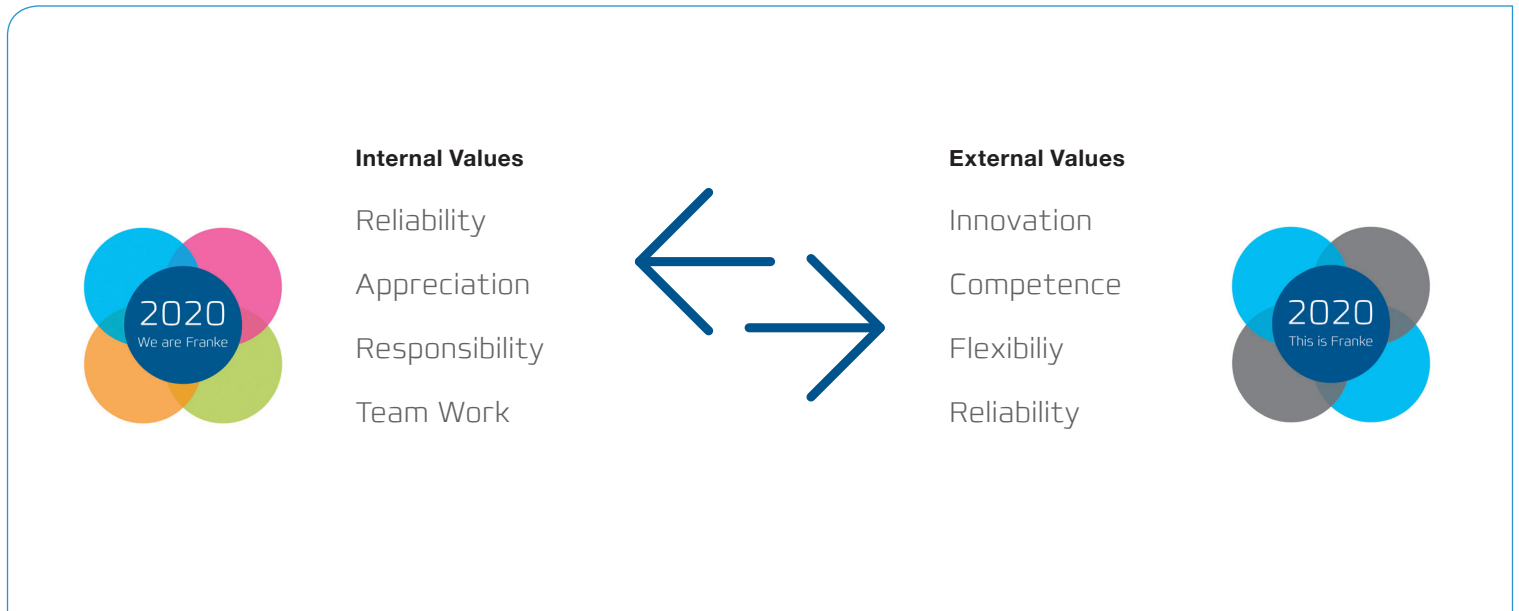 2020
We are Franke
Internal Values
Reliability
Appreciation
Responsibility
Team Work
External Values
Innovation
Competence
Flexibiliy
Reliability
2020
This is Franke